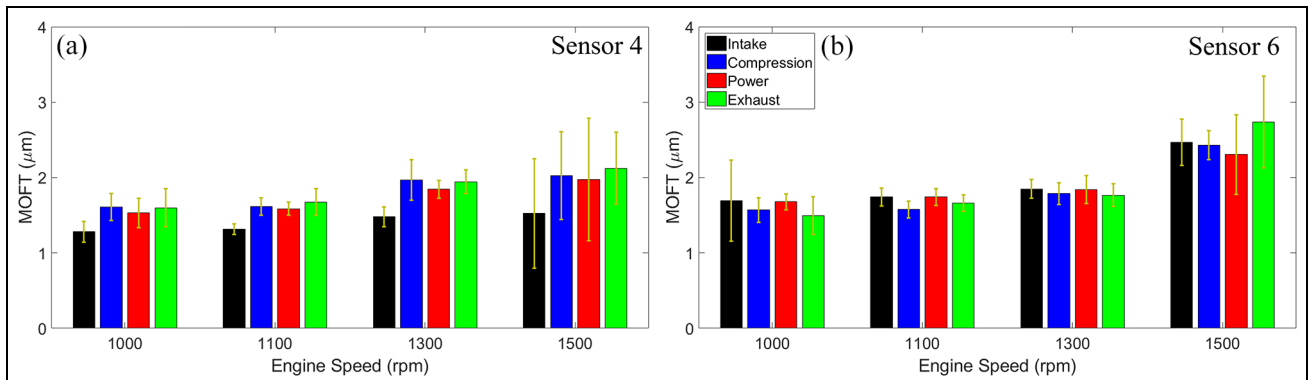 (a)
Sensor 4
4
3
2
1
0
MOFT (μm)
1000
1100
1300
1500
Engine Speed (rpm)
Intake
Compression
Power
Exhaust
(b)
Sensor 6
4
3
2
1
0
MOFT (μm)
1000
1100
1300
1500
Engine Speed (rpm)